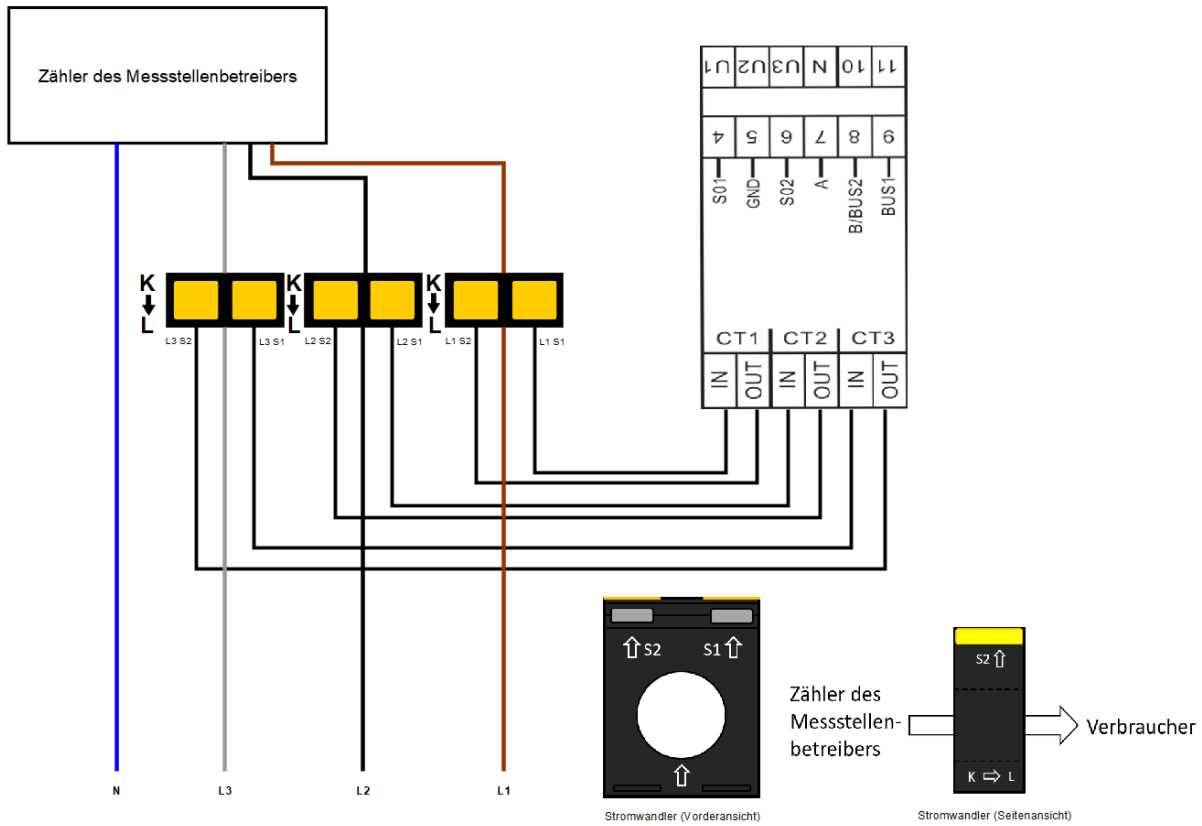 Zähler des Messstellenbetreibers
U1 U2 U3 N 10 11
4 5 6 7 8 9
S01 GND S02 A B/BUS2 BUS1
K
L
K
L
K
L
L3 S2 L3 S1 L2 S2 L2 S1 L1 S2 L1 S1
CT1 CT2 CT3
IN OUT IN OUT IN OUT
S2 S1
S2
Zähler des
Messstellen-
betreibers
Verbraucher
K L
N L3 L2 L1
Stromwandler (Vorderansicht)
Stromwandler (Seitenansicht)